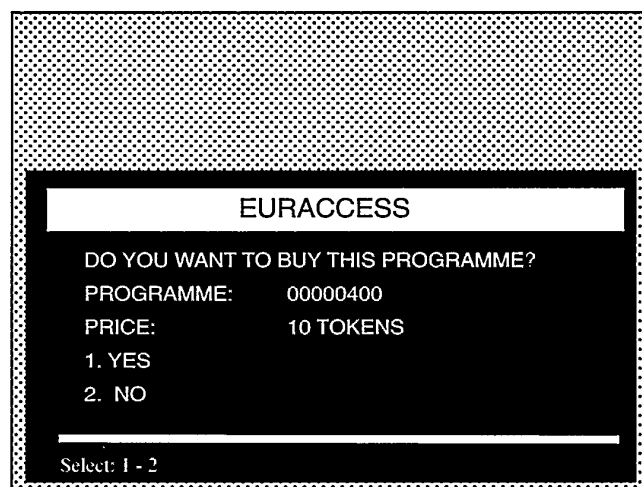 EURACCESS
DO YOU WANT TO BUY THIS PROGRAMME?
PROGRAMME: 00000400
PRICE: 10 TOKENS
1. YES
2. NO
Select: 1 - 2